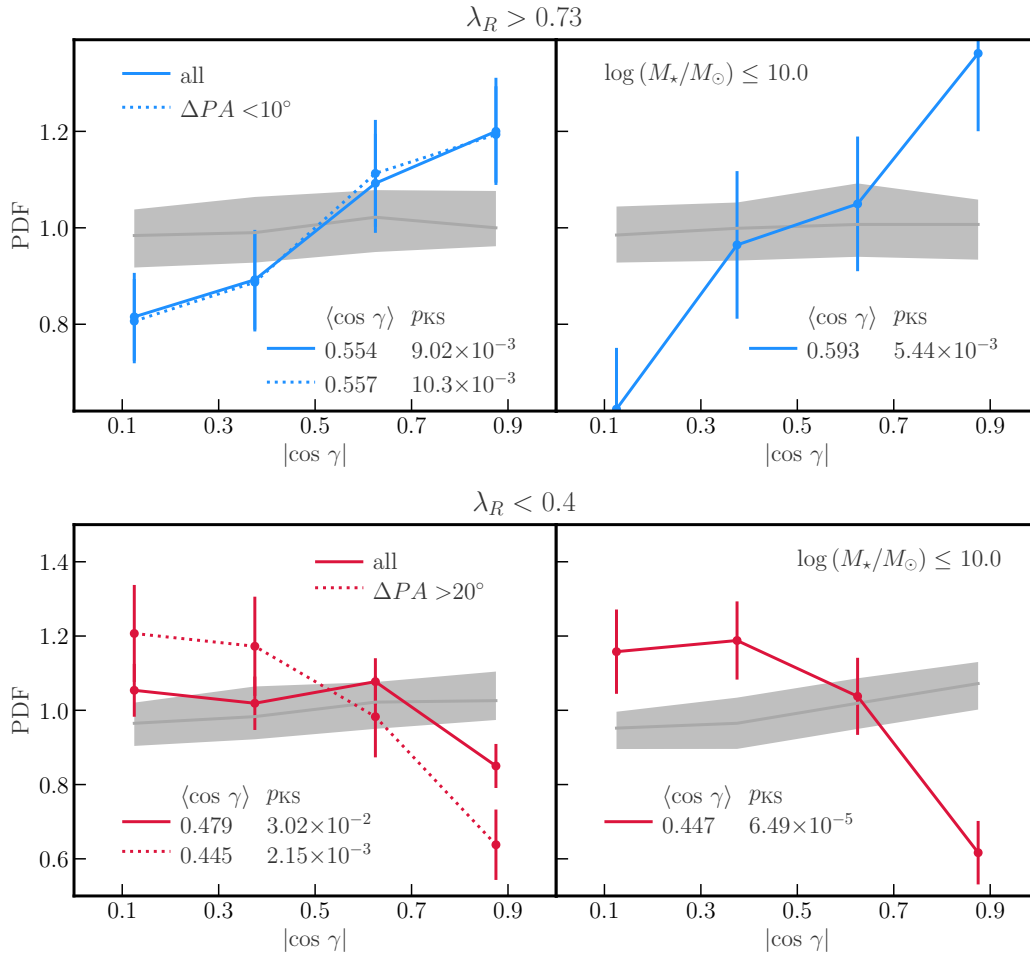 λ_R > 0.73
all
ΔPA <10°
⟨cos γ⟩ p_KS
0.554 9.02×10⁻³
0.557 10.3×10⁻³
PDF
1.2
1.0
0.8
0.1 0.3 0.5 0.7 0.9
|cos γ|
log (M⋆/M⊙) ≤ 10.0
⟨cos γ⟩ p_KS
0.593 5.44×10⁻³
0.1 0.3 0.5 0.7 0.9
|cos γ|
λ_R < 0.4
all
ΔPA >20°
⟨cos γ⟩ p_KS
0.479 3.02×10⁻²
0.445 2.15×10⁻³
PDF
1.4
1.2
1.0
0.8
0.6
0.1 0.3 0.5 0.7 0.9
|cos γ|
log (M⋆/M⊙) ≤ 10.0
⟨cos γ⟩ p_KS
0.447 6.49×10⁻⁵
0.1 0.3 0.5 0.7 0.9
|cos γ|